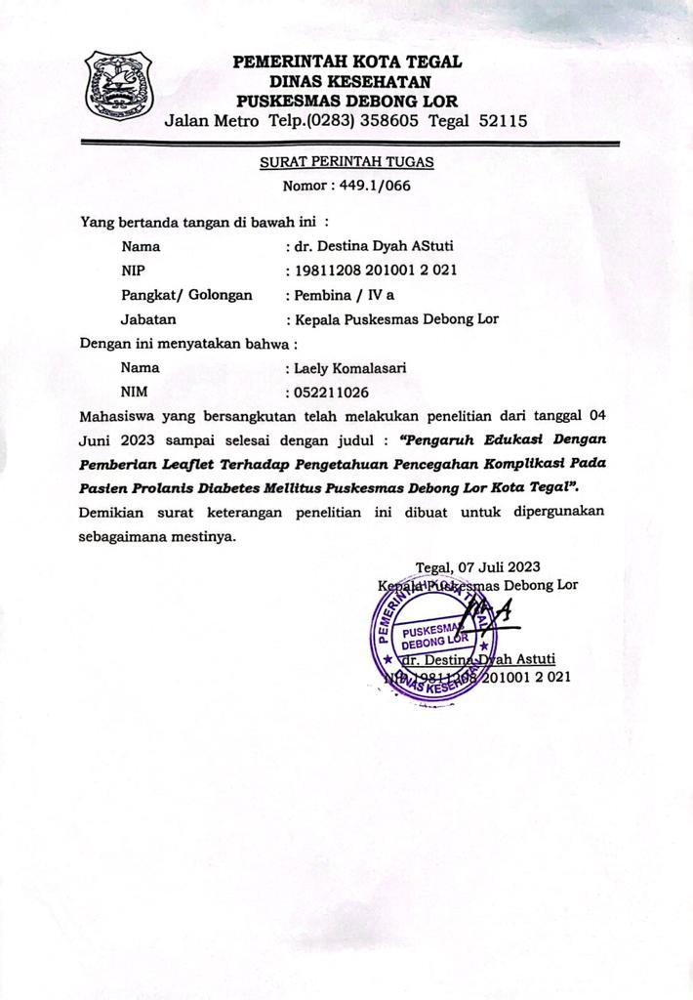 PEMERINTAH KOTA TEGAL
DINAS KESEHATAN
PUSKESMAS DEBONG LOR
Jalan Metro Telp.(0283) 358605 Tegal 52115
SURAT PERINTAH TUGAS
Nomor : 449.1/066
Yang bertanda tangan di bawah ini :
Nama : dr. Destina Dyah AStuti
NIP : 19811208 201001 2 021
Pangkat/ Golongan : Pembina / IV a
Jabatan : Kepala Puskesmas Debong Lor
Dengan ini menyatakan bahwa :
Nama : Laely Komalasari
NIM : 052211026
Mahasiswa yang bersangkutan telah melakukan penelitian dari tanggal 04
Juni 2023 sampai selesai dengan judul : "Pengaruh Edukasi Dengan
Pemberian Leaflet Terhadap Pengetahuan Pencegahan Komplikasi Pada
Pasien Prolanis Diabetes Mellitus Puskesmas Debong Lor Kota Tegal".
Demikian surat keterangan penelitian ini dibuat untuk dipergunakan
sebagaimana mestinya.
Tegal, 07 Juli 2023
Kepala Puskesmas Debong Lor
PEMERINTAH KOTA TEGAL
PUSKESMAS
DEBONG LOR
DINAS KESEHATAN
dr. Destina Dyah Astuti
NIP 19811208 201001 2 021